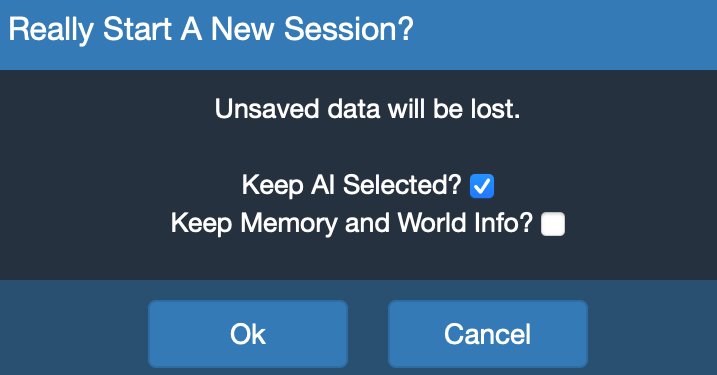 Really Start A New Session?
Unsaved data will be lost.
Keep AI Selected?
Keep Memory and World Info?
Ok
Cancel